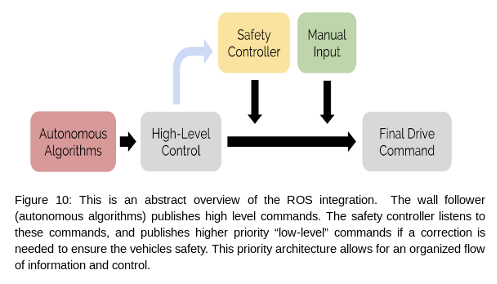 Safety
Controller
Manual
Input
Autonomous
Algorithms
High-Level
Control
Final Drive
Command
Figure 10: This is an abstract overview of the ROS integration. The wall follower
(autonomous algorithms) publishes high level commands. The safety controller listens to
these commands, and publishes higher priority “low-level” commands if a correction is
needed to ensure the vehicles safety. This priority architecture allows for an organized flow
of information and control.